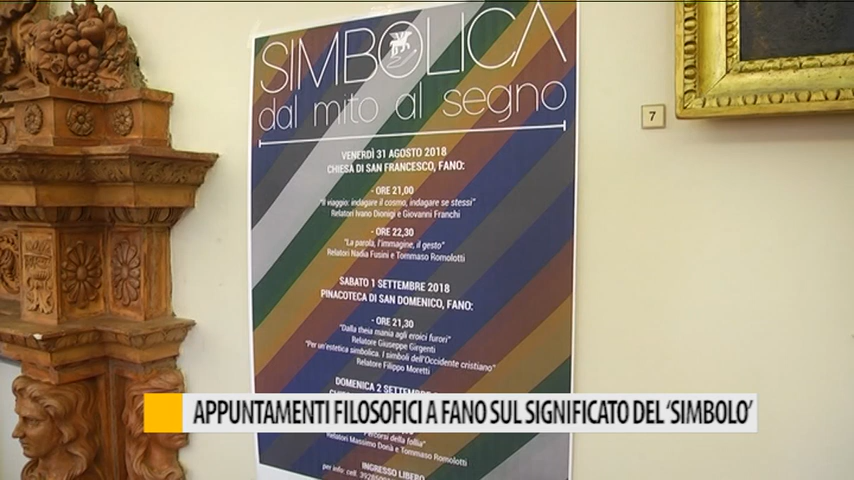 SIMBOLICA
dal mito al segno
7
VENERDÌ 31 AGOSTO 2018
CHIESA DI SAN FRANCESCO, FANO:
- ORE 21,00
"Il viaggio: indagare il cosmo, indagare se stessi"
Relatori Ivano Dionigi e Giovanni Franchi
- ORE 22,30
"La parola, l'immagine, il gesto"
Relatori Nadia Fusini e Tommaso Romolotti
SABATO 1 SETTEMBRE 2018
PINACOTECA DI SAN DOMENICO, FANO:
- ORE 21,30
"Dalla theia mania agli eroici furori"
Relatore Giuseppe Girgenti
"Per un'estetica simbolica. I simboli dell'Occidente cristiano"
Relatore Filippo Moretti
DOMENICA 2 SETTEMBRE
APPUNTAMENTI FILOSOFICI A FANO SUL SIGNIFICATO DEL 'SIMBOLO'
Percorsi della follia"
Relatori Massimo Donà e Tommaso Romolotti
INGRESSO LIBERO
per info: cell.